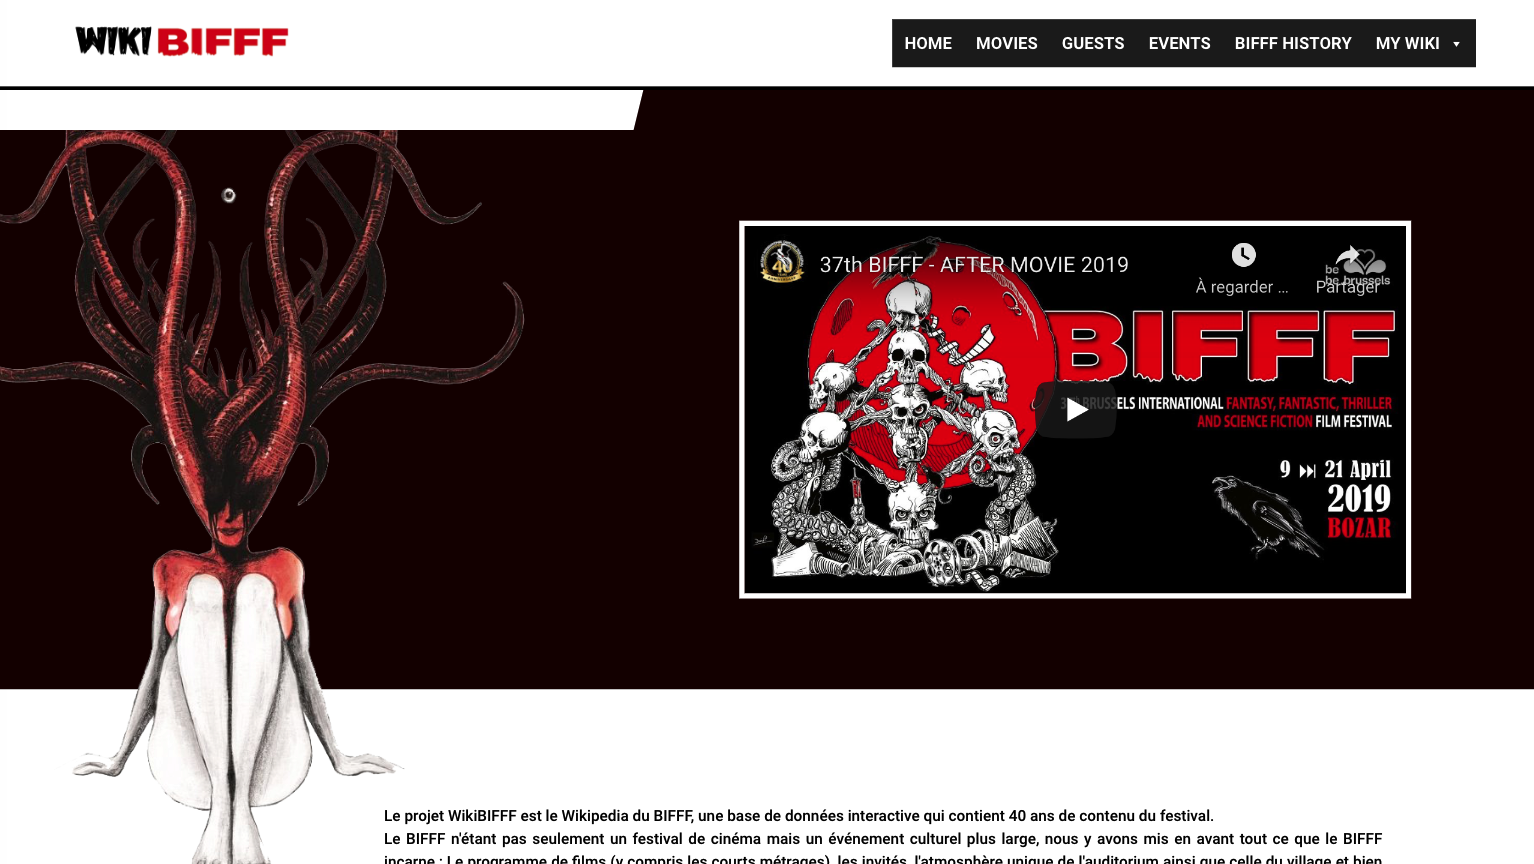 WIKI BIFFF
HOME MOVIES GUESTS EVENTS BIFFF HISTORY MY WIKI
40
37th BIFFF - AFTER MOVIE 2019
À regarder ...
Partager
be
be.brussels
BIFFF
BRUSSELS INTERNATIONAL FANTASY, FANTASTIC, THRILLER
AND SCIENCE FICTION FILM FESTIVAL
9 21 April
2019
BOZAR
Le projet WikiBIFFF est le Wikipedia du BIFFF, une base de données interactive qui contient 40 ans de contenu du festival.
Le BIFFF n'étant pas seulement un festival de cinéma mais un événement culturel plus large, nous y avons mis en avant tout ce que le BIFFF
incarne : Le programme de films (y compris les courts métrages), les invités, l'atmosphère unique de l'auditorium ainsi que celle du village et bien